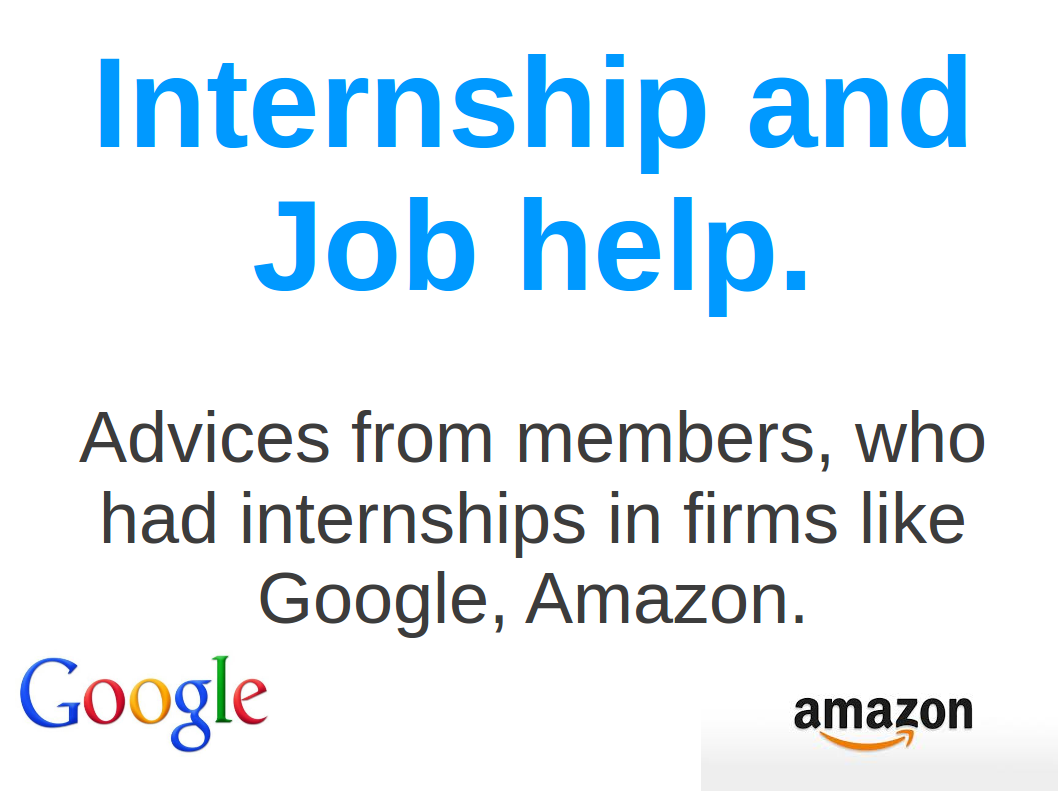 Internship and
Job help.
Advices from members, who
had internships in firms like
Google, Amazon.
Google
amazon